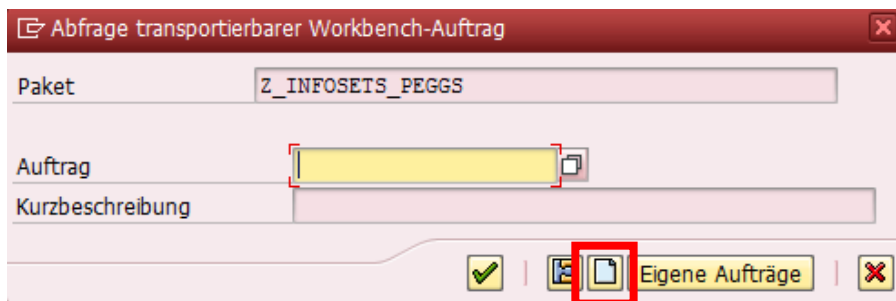 Abfrage transportierbarer Workbench-Auftrag
Paket Z_INFOSETS_PEGGS
Auftrag
Kurzbeschreibung
Eigene Aufträge